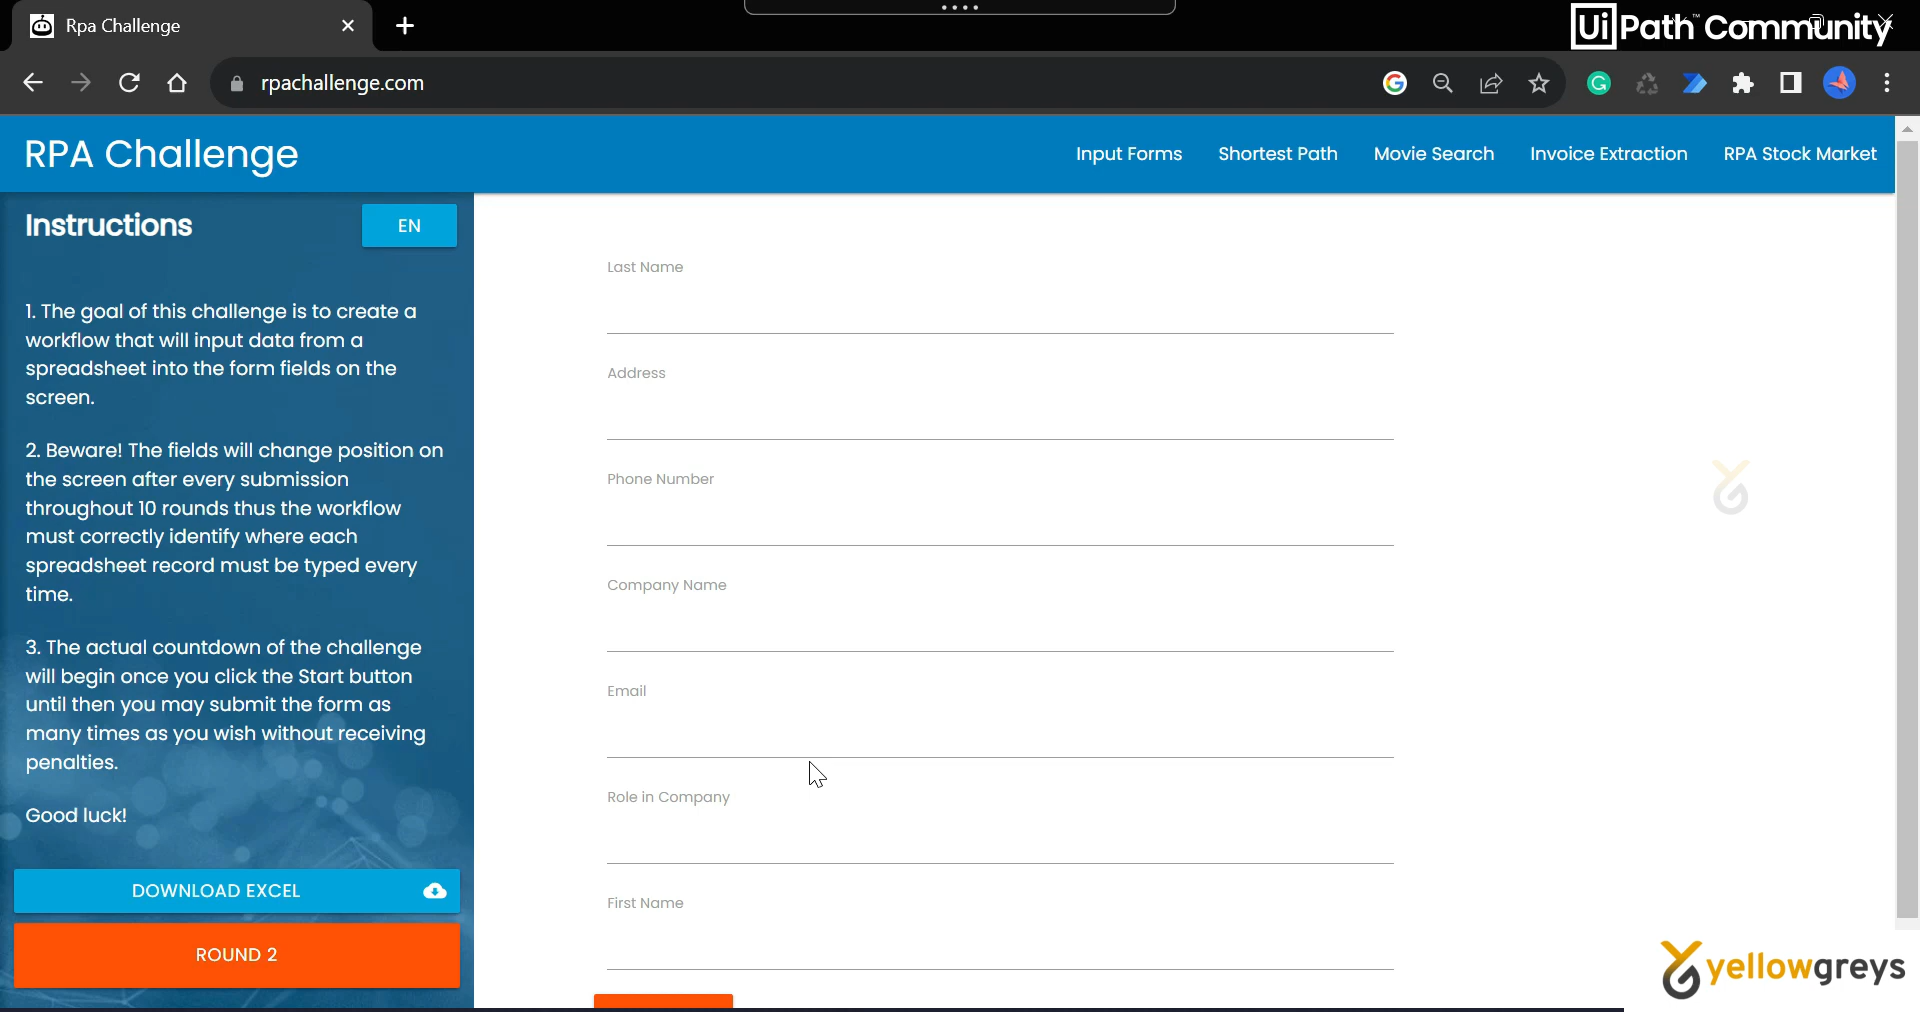 Rpa Challenge
UiPath Community
rpachallenge.com
RPA Challenge
Input Forms
Shortest Path
Movie Search
Invoice Extraction
RPA Stock Market
Instructions
EN
1. The goal of this challenge is to create a
workflow that will input data from a
spreadsheet into the form fields on the
screen.
2. Beware! The fields will change position on
the screen after every submission
throughout 10 rounds thus the workflow
must correctly identify where each
spreadsheet record must be typed every
time.
3. The actual countdown of the challenge
will begin once you click the Start button
until then you may submit the form as
many times as you wish without receiving
penalties.
Good luck!
DOWNLOAD EXCEL
ROUND 2
Last Name
Address
Phone Number
Company Name
Email
Role in Company
First Name
yellowgreys